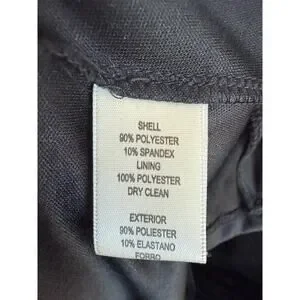 SHELL
90% POLYESTER
10% SPANDEX
LINING
100% POLYESTER
DRY CLEAN
EXTERIOR
90% POLIESTER
10% ELASTANO
FORRO